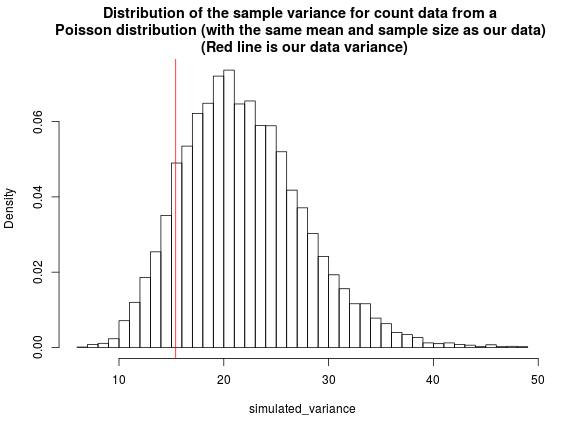 Distribution of the sample variance for count data from a
Poisson distribution (with the same mean and sample size as our data)
(Red line is our data variance)
0.06
0.04
0.02
0.00
Density
10 20 30 40 50
simulated_variance